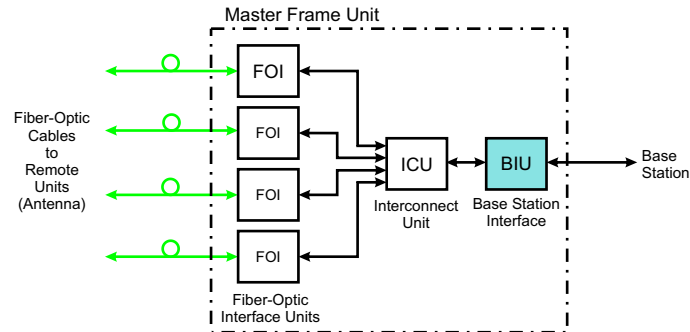 Master Frame Unit
FOI
FOI
FOI
FOI
Fiber-Optic
Cables
to
Remote
Units
(Antenna)
ICU
BIU
Base
Station
Interconnect
Unit
Base Station
Interface
Fiber-Optic
Interface Units